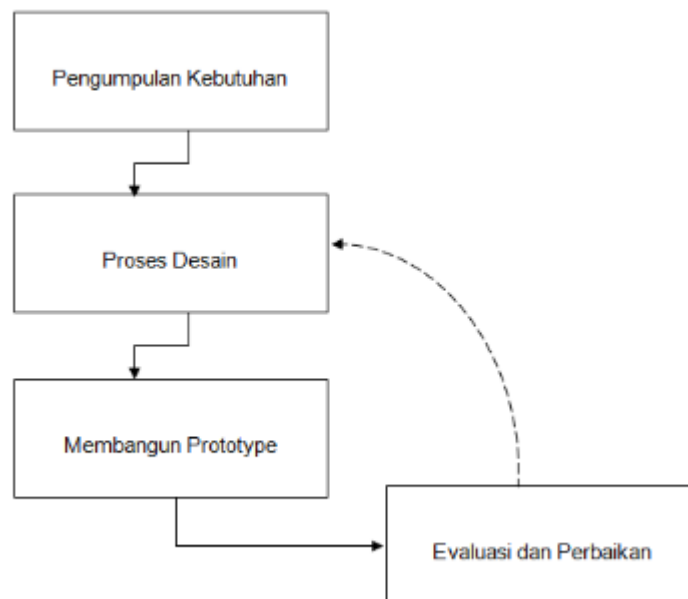 Pengumpulan Kebutuhan
Proses Desain
Membangun Prototype
Evaluasi dan Perbaikan